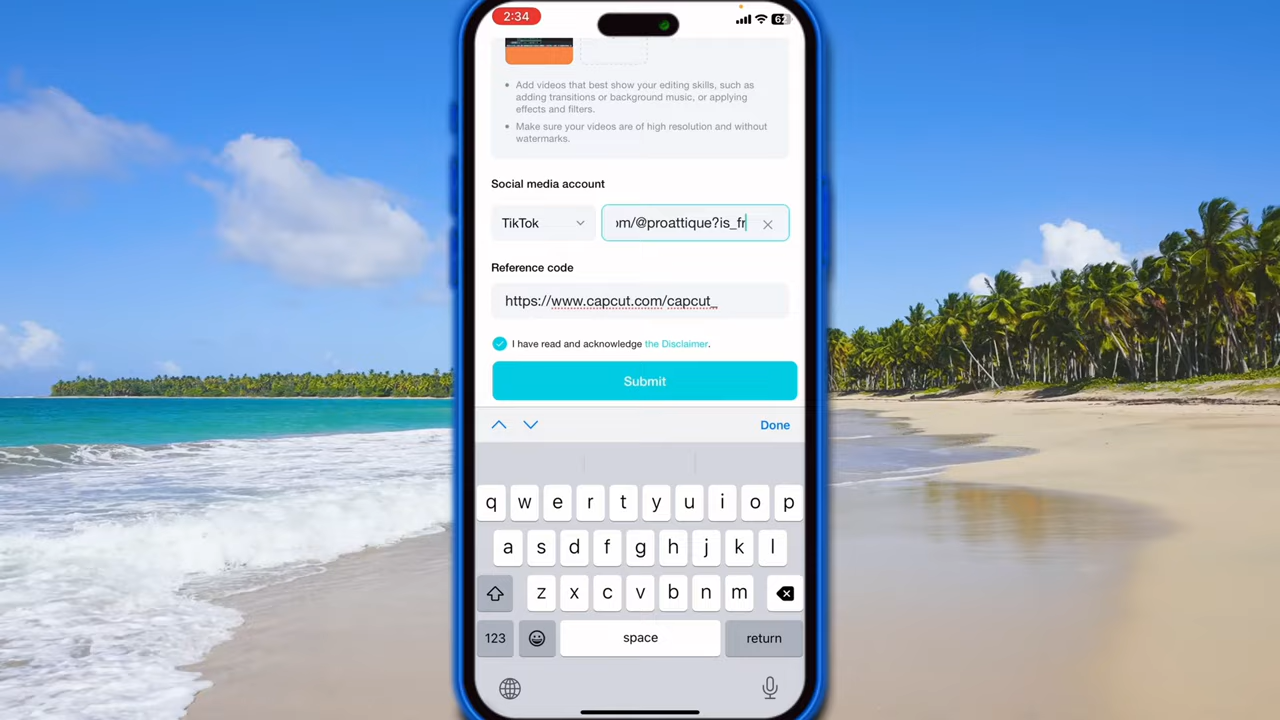 2:34
62
• Add videos that best show your editing skills, such as
adding transitions or background music, or applying
effects and filters.
• Make sure your videos are of high resolution and without
watermarks.
Social media account
TikTok
om/@proattique?is_fr
Reference code
https://www.capcut.com/capcut_
I have read and acknowledge the Disclaimer.
Submit
Done
q w e r t y u i o p
a s d f g h j k l
z x c v b n m
123 space return